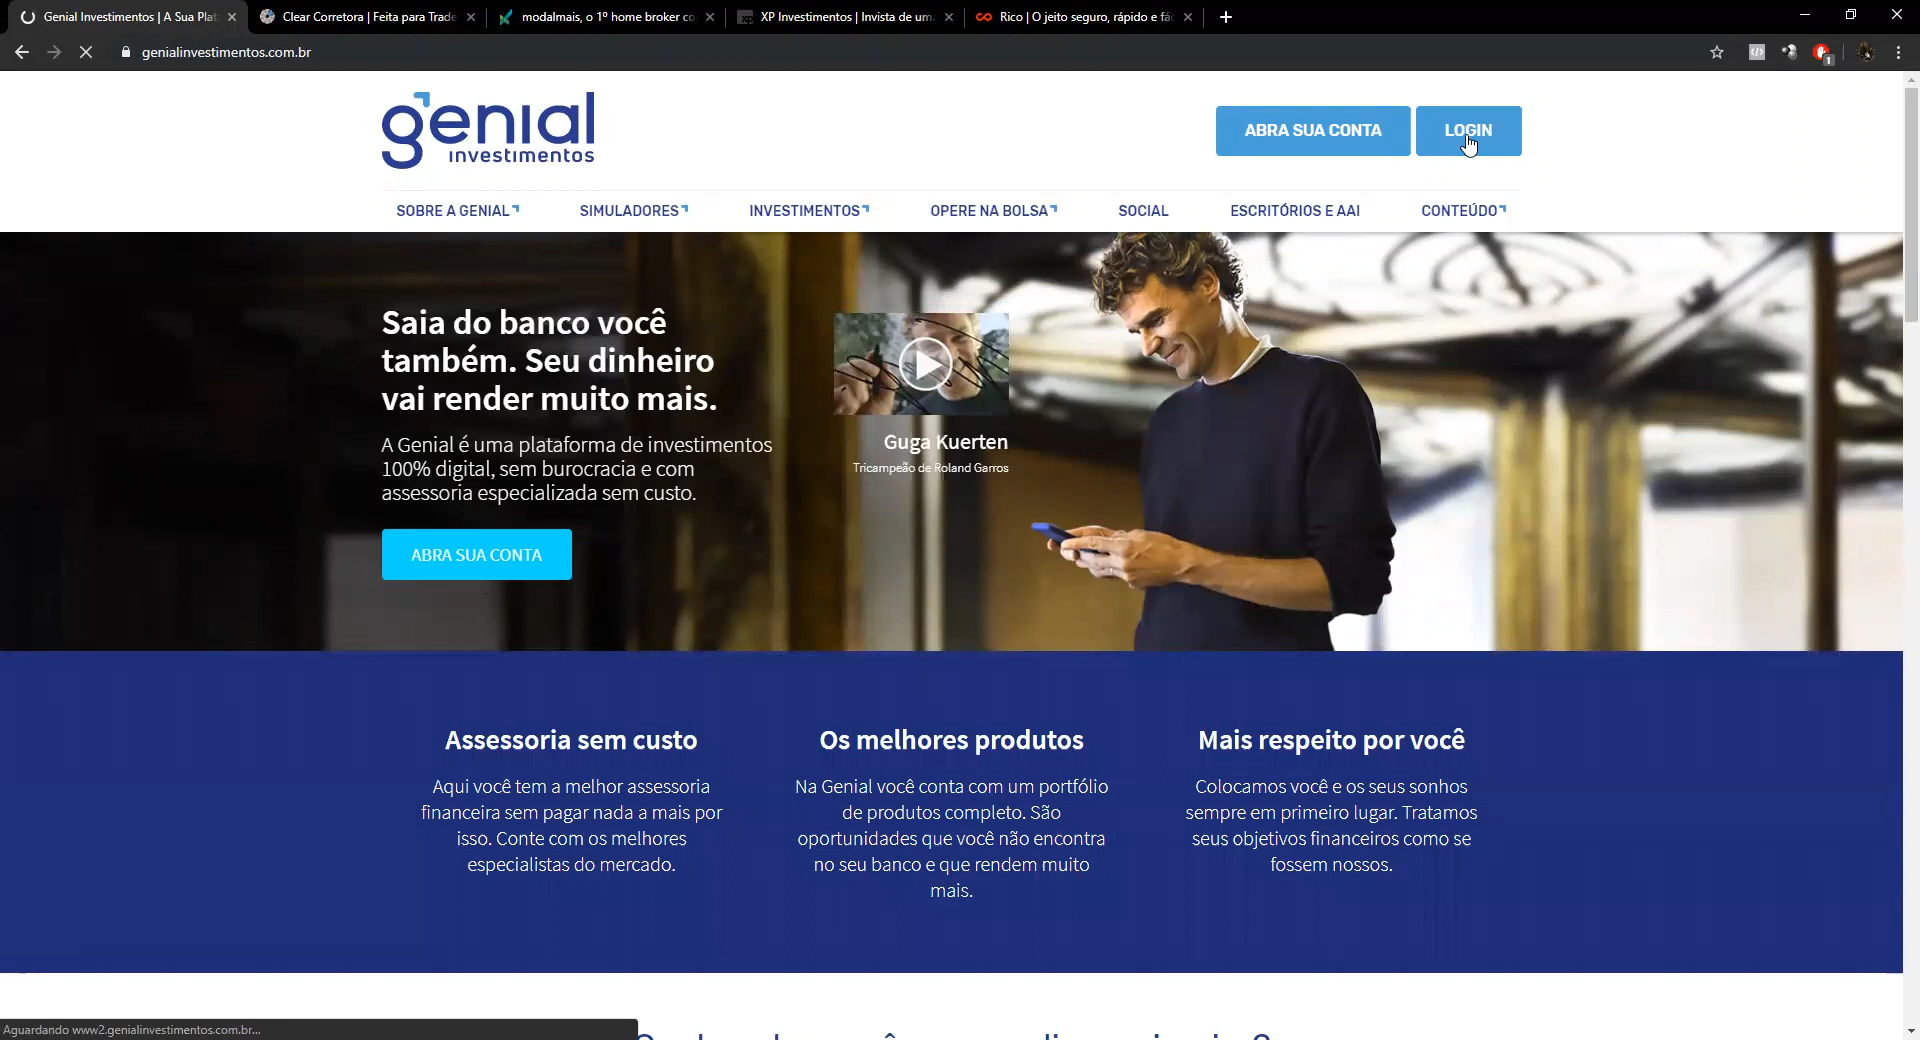 Genial Investimentos | A Sua Plat
Clear Corretora | Feita para Trade
modalmais, o 1º home broker co
XP Investimentos | Invista de um
Rico | O jeito seguro, rápido e fác
genialinvestimentos.com.br
1
genial
investimentos
ABRA SUA CONTA
LOGIN
SOBRE A GENIAL
SIMULADORES
INVESTIMENTOS
OPERE NA BOLSA
SOCIAL
ESCRITÓRIOS E AAI
CONTEÚDO
Saia do banco você
também. Seu dinheiro
vai render muito mais.
A Genial é uma plataforma de investimentos
100% digital, sem burocracia e com
assessoria especializada sem custo.
ABRA SUA CONTA
Guga Kuerten
Tricampeão de Roland Garros
Assessoria sem custo
Aqui você tem a melhor assessoria
financeira sem pagar nada a mais por
isso. Conte com os melhores
especialistas do mercado.
Os melhores produtos
Na Genial você conta com um portfólio
de produtos completo. São
oportunidades que você não encontra
no seu banco e que rendem muito
mais.
Mais respeito por você
Colocamos você e os seus sonhos
sempre em primeiro lugar. Tratamos
seus objetivos financeiros como se
fossem nossos.
Aguardando www2.genialinvestimentos.com.br...